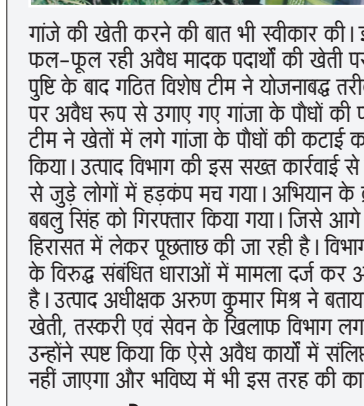 गांजे की खेती करने की बात भी स्वीकार की।
फल-फूल रही अवैध मादक पदार्थों की खेती पर
पुष्टि के बाद गठित विशेष टीम ने योजनाबद्ध
पर अवैध रूप से उगाए गए गांजा के पौधों की
टीम ने खेतों में लगे गांजा के पौधों की कटाई
किया। उत्पाद विभाग की इस सख्त कार्रवाई से
से जुड़े लोगों में हड़कंप मच गया। अभियान के
बबलु सिंह को गिरफ्तार किया गया। जिसे आगे
हिरासत में लेकर पूछताछ की जा रही है।
के विरुद्ध संबंधित धाराओं में मामला दर्ज कर
है। उत्पाद अधीक्षक अरुण कुमार मिश्र ने बताया
खेती, तस्करी एवं सेवन के खिलाफ विभाग
उन्होंने स्पष्ट किया कि ऐसे अवैध कार्यों में
नहीं जाएगा और भविष्य में भी इस तरह की